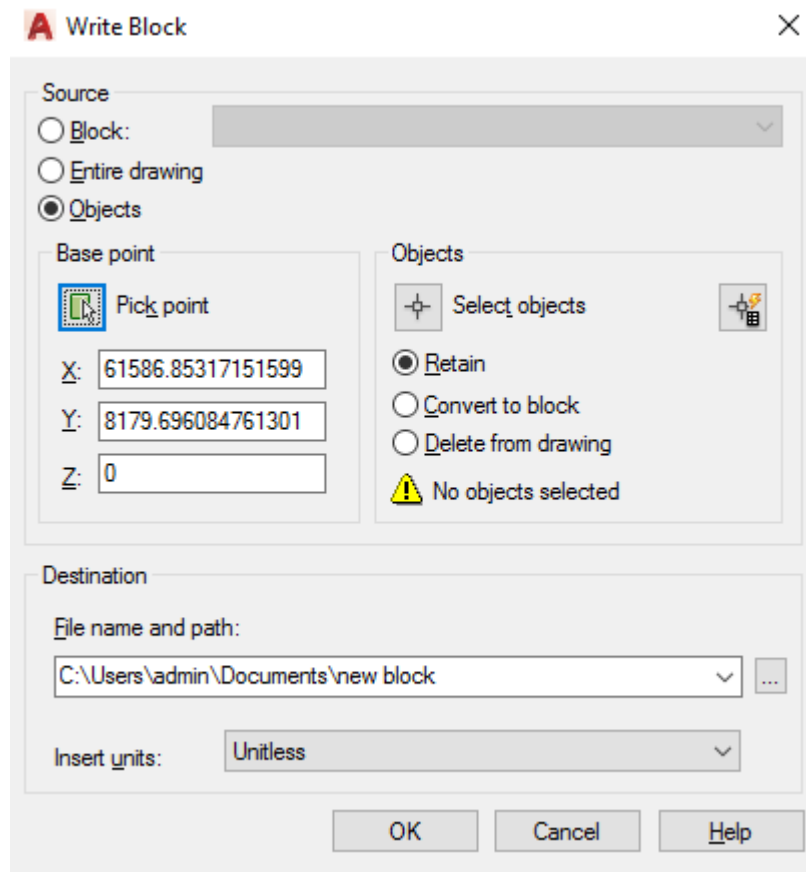 Write Block
Source
Block:
Entire drawing
Objects
Base point
Pick point
X: 61586.85317151599
Y: 8179.696084761301
Z: 0
Objects
Select objects
Retain
Convert to block
Delete from drawing
No objects selected
Destination
File name and path:
C:\Users\admin\Documents\new block
...
Insert units: Unitless
OK Cancel Help